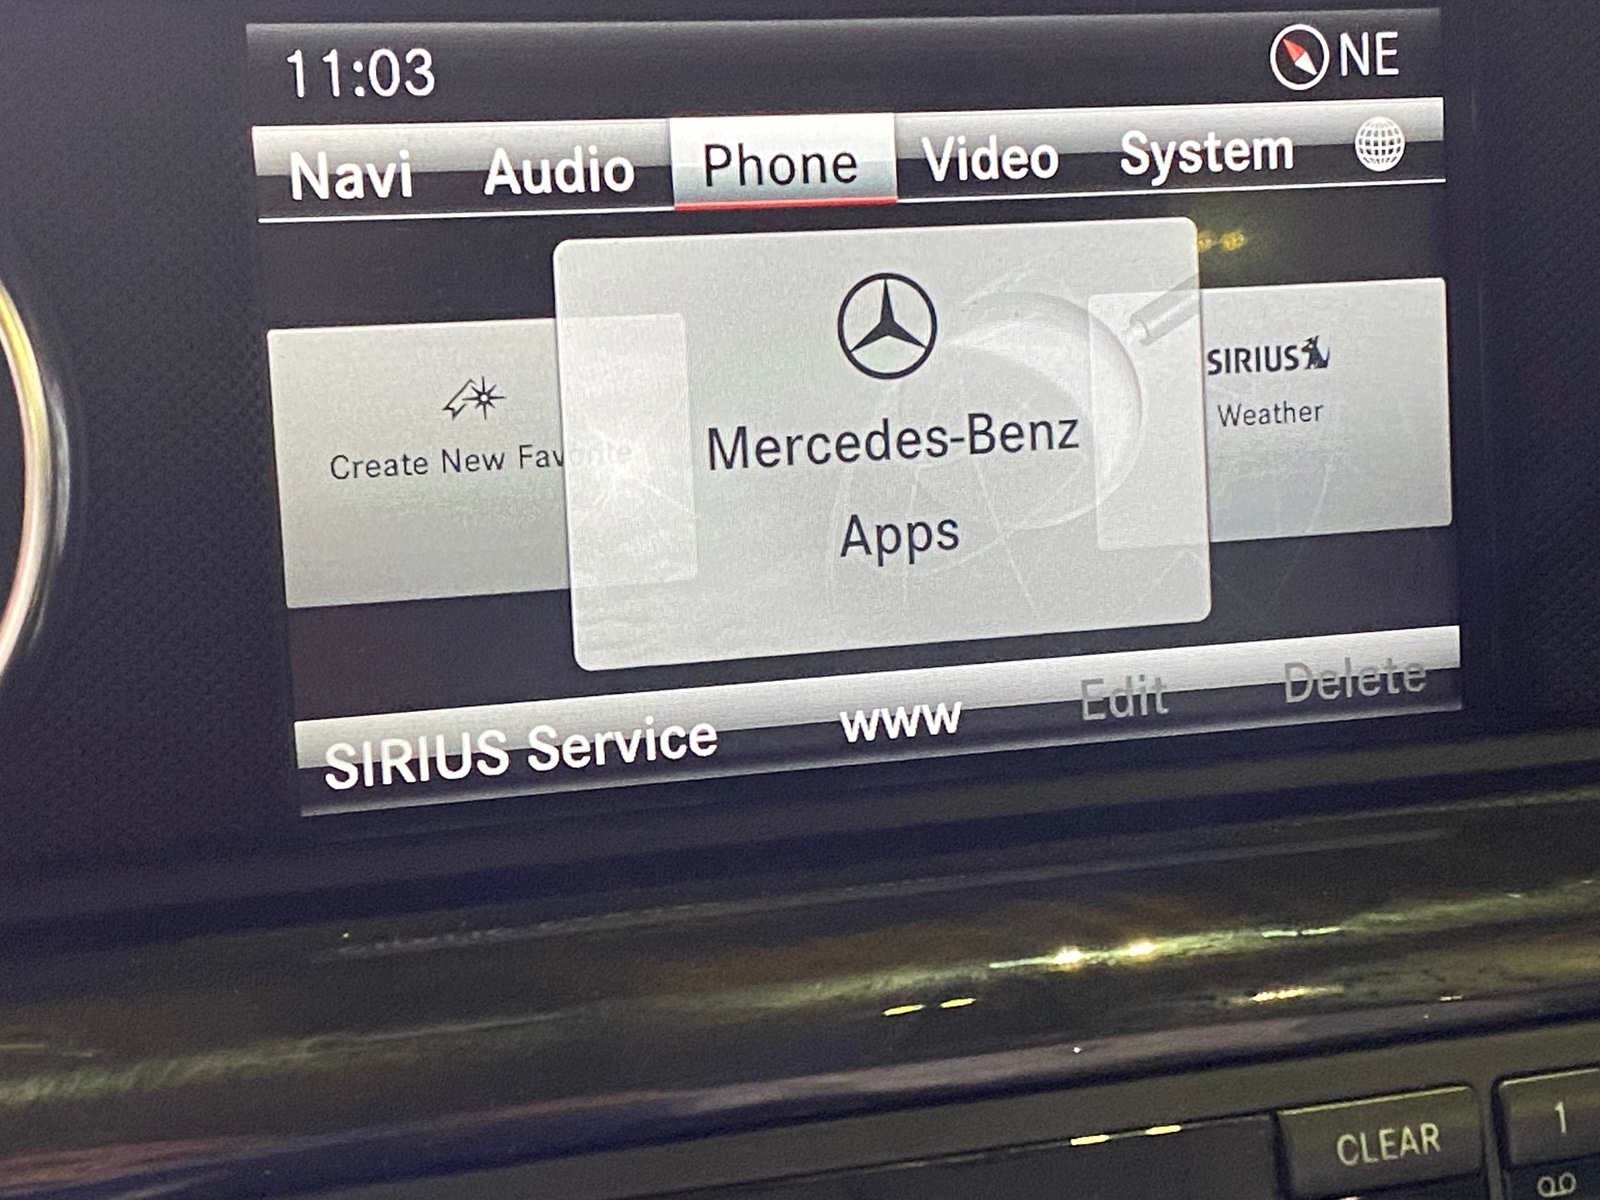 11:03
NE
Navi Audio Phone Video System
Create New Favorite
Mercedes-Benz
Apps
SIRIUS
Weather
SIRIUS Service www Edit Delete
CLEAR
1